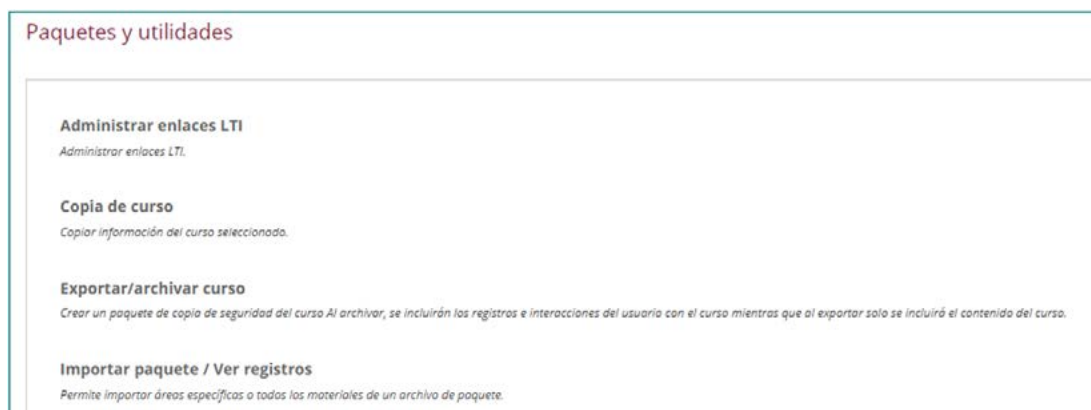 Paquetes y utilidades
Administrar enlaces LTI
Administrar enlaces LTI.
Copia de curso
Copiar información del curso seleccionado.
Exportar/archivar curso
Crear un paquete de copia de seguridad del curso Al archivar, se incluirán los registros e interacciones del usuario con el curso mientras que al exportar solo se incluirá el contenido del curso.
Importar paquete / Ver registros
Permite importar áreas específicas o todos los materiales de un archivo de paquete.